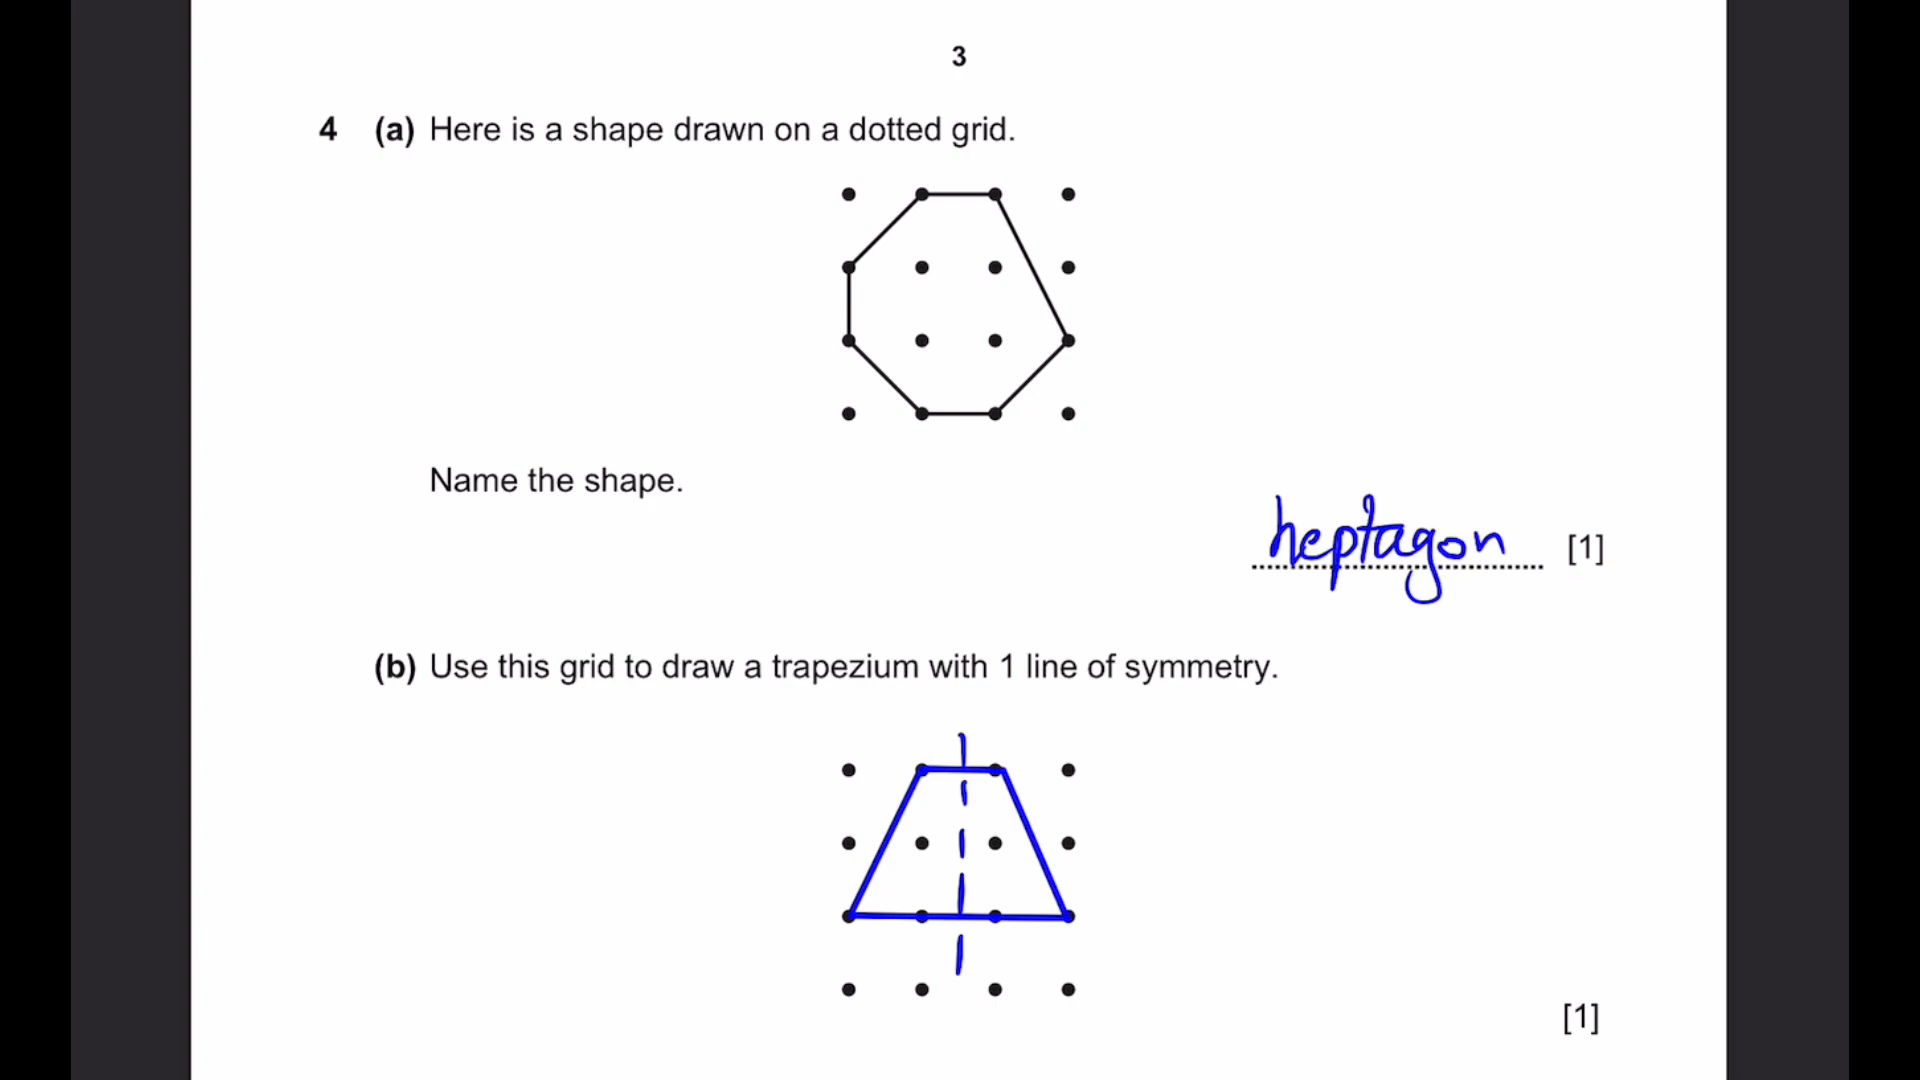 3
4 (a) Here is a shape drawn on a dotted grid.
Name the shape.
heptagon [1]
(b) Use this grid to draw a trapezium with 1 line of symmetry.
[1]